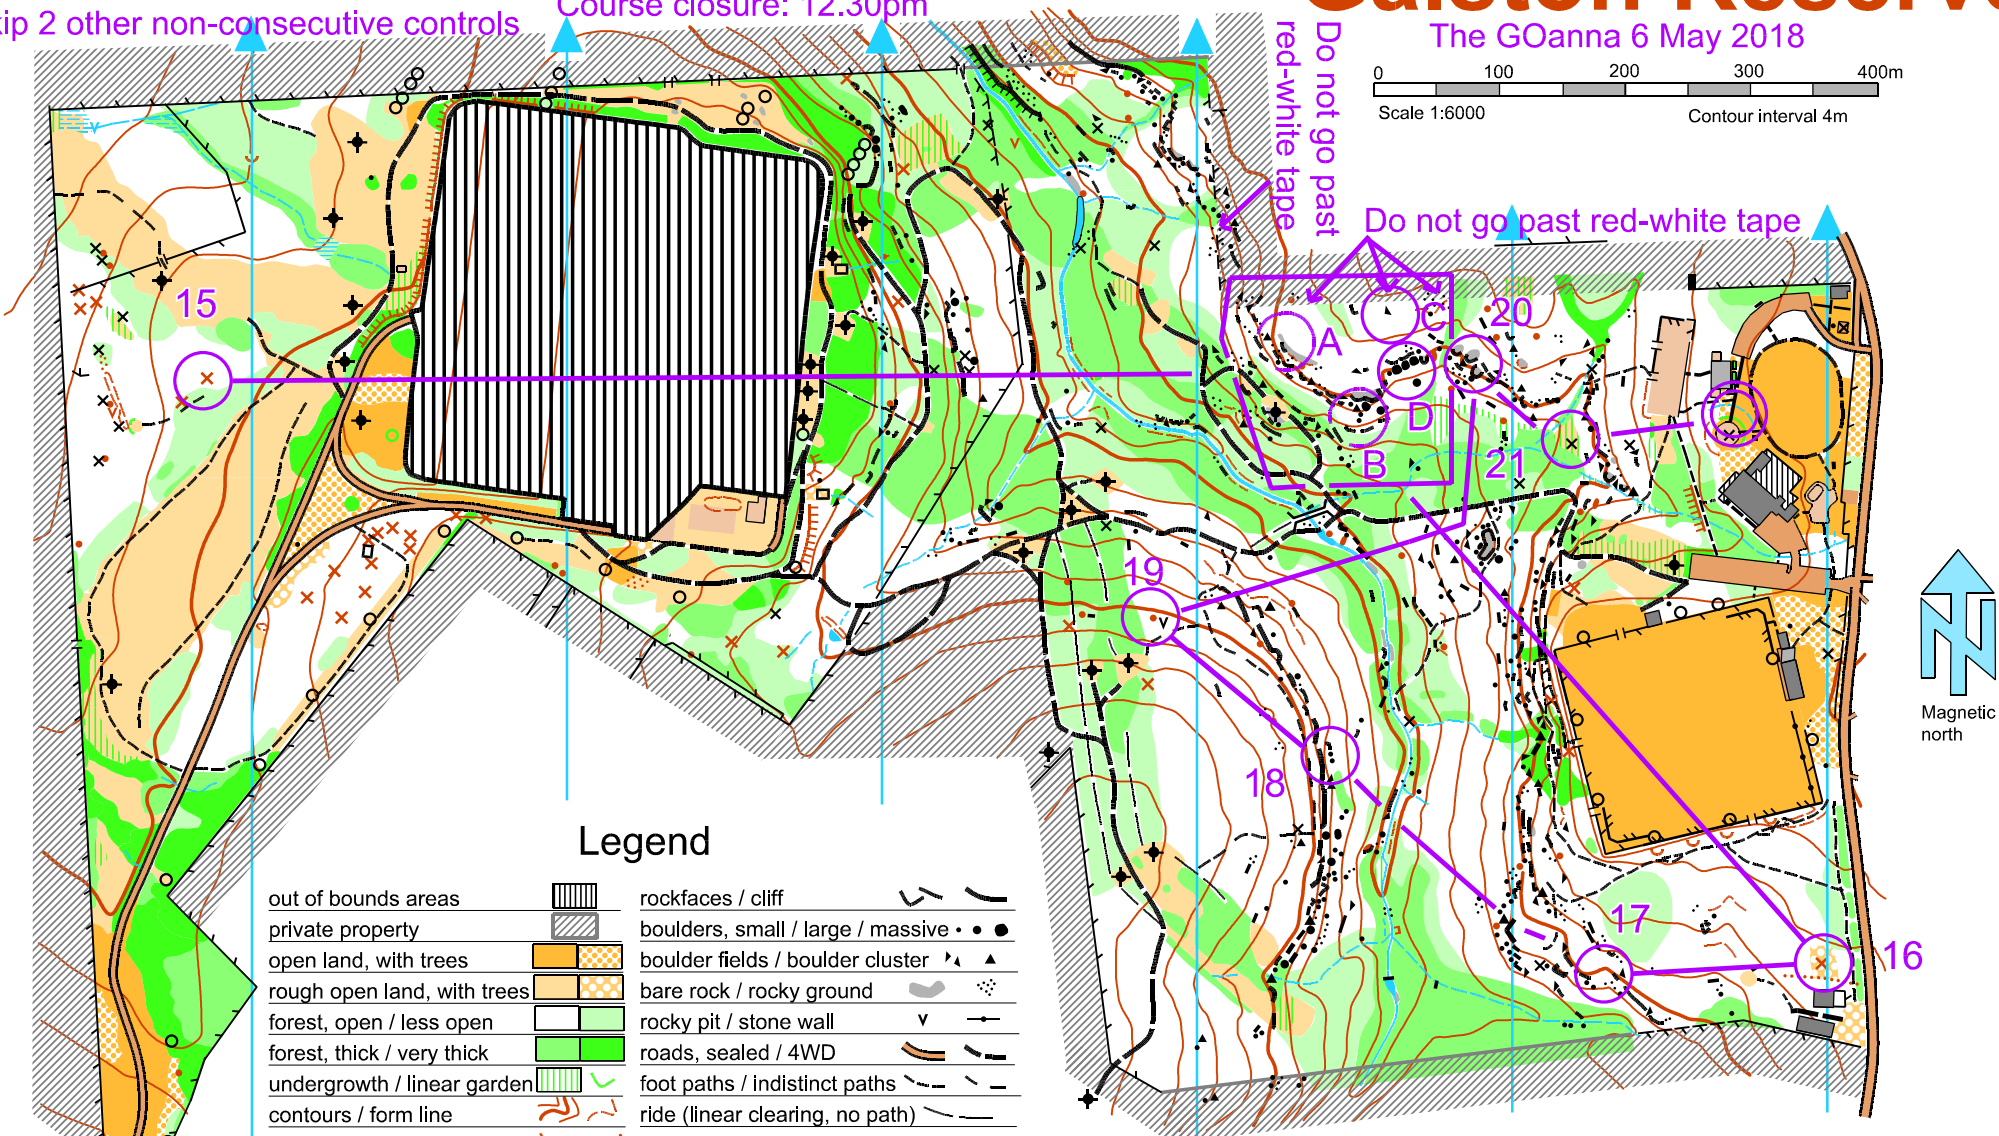 skip 2 other non-consecutive controls
Course closure: 12.30pm
Galston Reserve
The GOanna 6 May 2018
0 100 200 300 400m
Scale 1:6000
Contour interval 4m
Do not go past
red-white tape
Do not go past red-white tape
15
A
C
20
D
B
21
19
18
17
16
Magnetic
north
Legend
out of bounds areas
private property
open land, with trees
rough open land, with trees
forest, open / less open
forest, thick / very thick
undergrowth / linear garden
contours / form line
rockfaces / cliff
boulders, small / large / massive
boulder fields / boulder cluster
bare rock / rocky ground
rocky pit / stone wall
roads, sealed / 4WD
foot paths / indistinct paths
ride (linear clearing, no path)